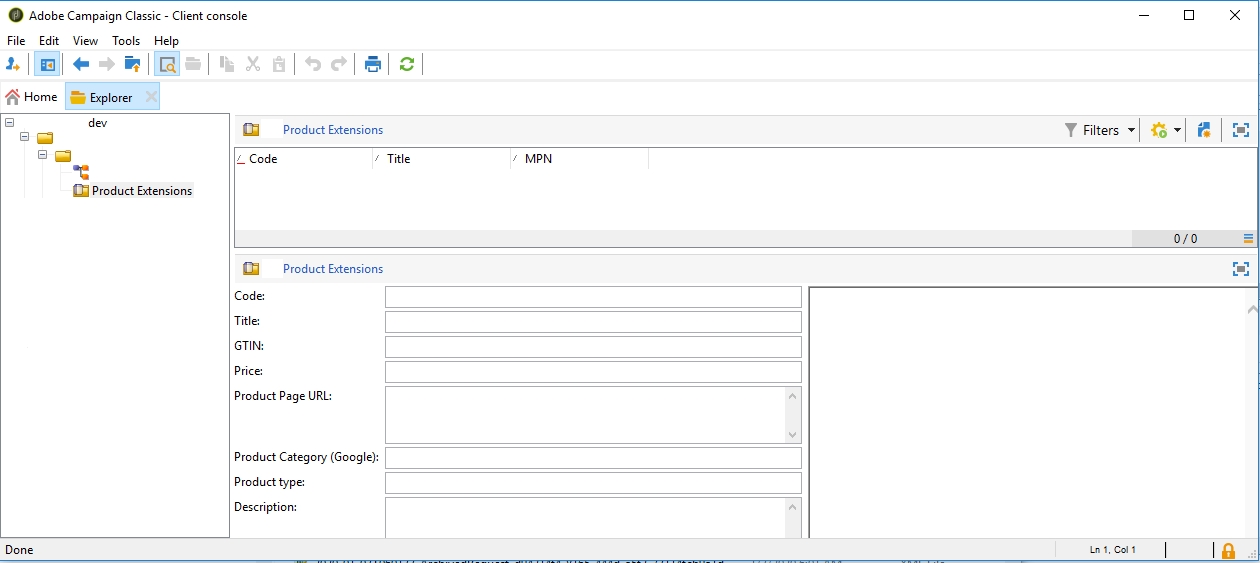 Adobe Campaign Classic - Client console
File Edit View Tools Help
Home Explorer
dev
Product Extensions
Product Extensions
Filters
Code Title MPN
0 / 0
Product Extensions
Code:
Title:
GTIN:
Price:
Product Page URL:
Product Category (Google):
Product type:
Description:
Done
Ln 1, Col 1